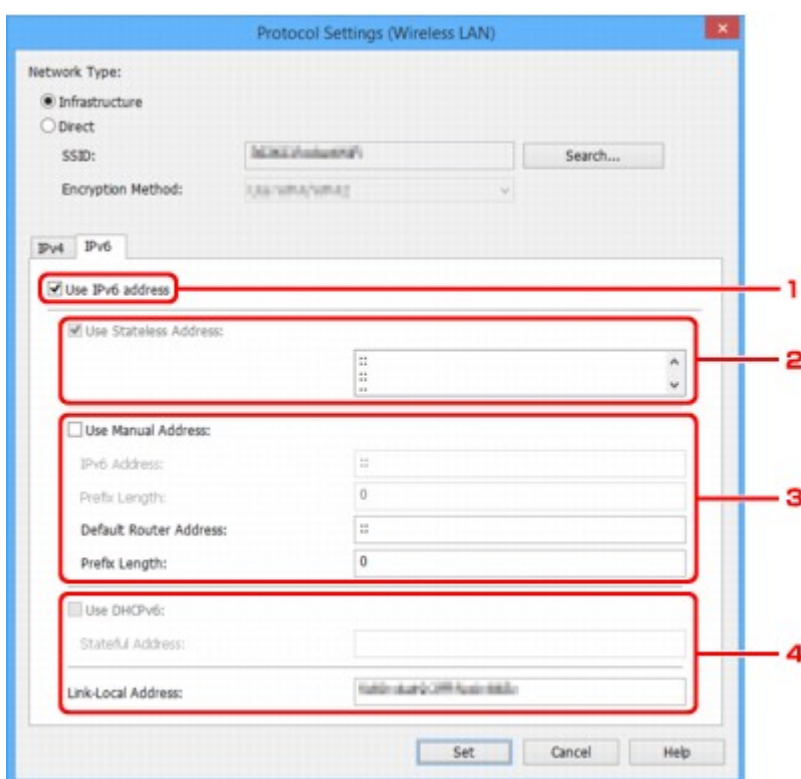 Protocol Settings (Wireless LAN)
Network Type:
Infrastructure
Direct
SSID:
Search...
Encryption Method:
IPv4 IPv6
Use IPv6 address
1
Use Stateless Address:
::
::
::
2
Use Manual Address:
IPv6 Address: ::
Prefix Length: 0
3
Default Router Address: ::
Prefix Length: 0
Use DHCPv6:
Stateful Address:
4
Link-Local Address:
Set Cancel Help